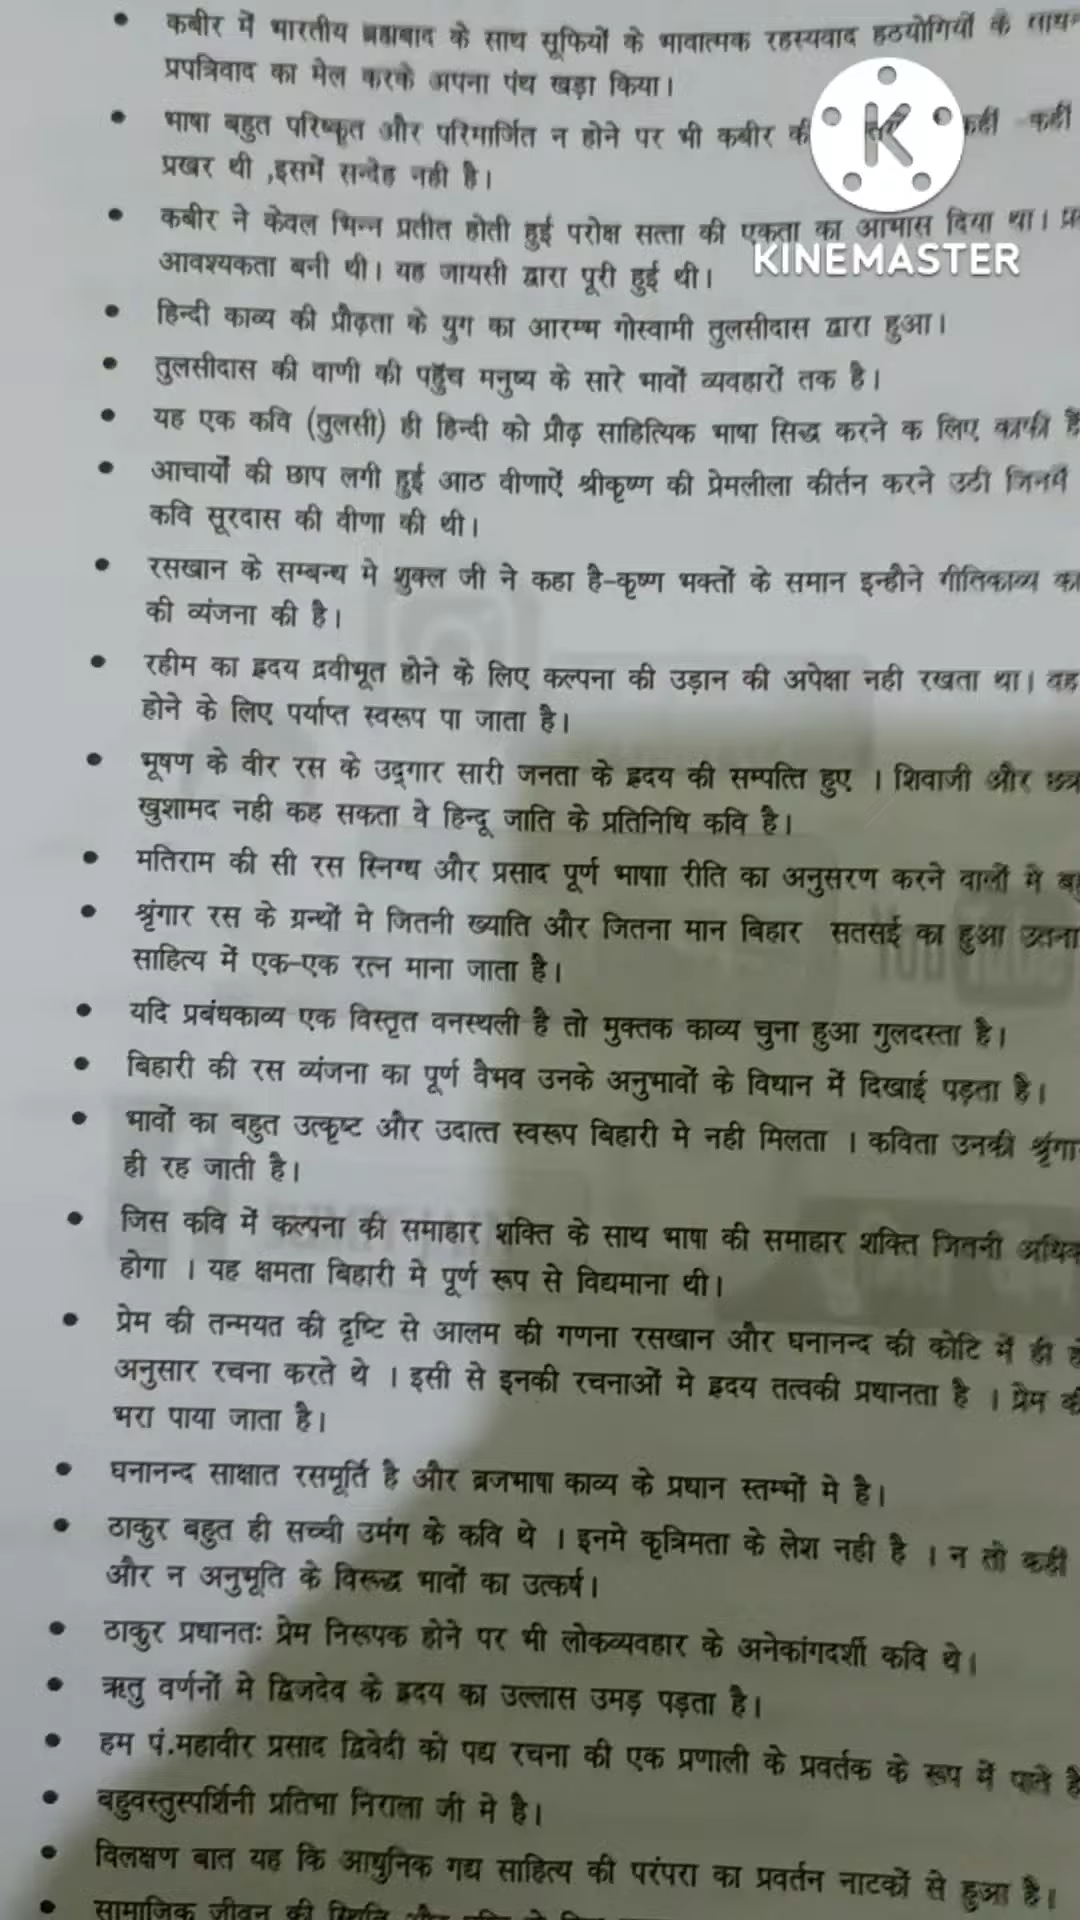 • कबीर में भारतीय ब्रह्मबाद के साथ सूफियों के भावात्मक रहस्यवाद हठयोगियों के
प्रपत्रिवाद का मेल करके अपना पंथ खड़ा किया।
• भाषा बहुत परिष्कृत और परिमार्जित न होने पर भी कबीर की कहीं कहीं
प्रखर थी ,इसमें सन्देह नही है।
• कबीर ने केवल भिन्न प्रतीत होती हुई परोक्ष सत्ता की एकता का आभास दिया था।
आवश्यकता बनी थी। यह जायसी द्वारा पूरी हुई थी।
KINEMASTER
• हिन्दी काव्य की प्रौढ़ता के युग का आरम्भ गोस्वामी तुलसीदास द्वारा हुआ।
• तुलसीदास की वाणी की पहुँच मनुष्य के सारे भावों व्यवहारों तक है।
• यह एक कवि (तुलसी) ही हिन्दी को प्रौढ़ साहित्यिक भाषा सिद्ध करने क लिए काफी है
• आचार्यों की छाप लगी हुई आठ वीणाऐं श्रीकृष्ण की प्रेमलीला कीर्तन करने उठी जिनमें
कवि सूरदास की वीणा की थी।
• रसखान के सम्बन्ध मे शुक्ल जी ने कहा है-कृष्ण भक्तों के समान इन्हौने गीतिकाव्य का
की व्यंजना की है।
• रहीम का हृदय द्रवीभूत होने के लिए कल्पना की उड़ान की अपेक्षा नही रखता था। वह
होने के लिए पर्याप्त स्वरूप पा जाता है।
• भूषण के वीर रस के उद्‌गार सारी जनता के हृदय की सम्पत्ति हुए । शिवाजी और छत्र
खुशामद नही कह सकता वे हिन्दू जाति के प्रतिनिधि कवि है।
• मतिराम की सी रस स्निग्ध और प्रसाद पूर्ण भाषाा रीति का अनुसरण करने वालों मे
• श्रृंगार रस के ग्रन्थों मे जितनी ख्याति और जितना मान बिहार सतसई का हुआ उतना
साहित्य में एक-एक रत्न माना जाता है।
• यदि प्रबंधकाव्य एक विस्तृत वनस्थली है तो मुक्तक काव्य चुना हुआ गुलदस्ता है।
• बिहारी की रस व्यंजना का पूर्ण वैभव उनके अनुभावों के विधान में दिखाई पड़ता है।
• भावों का बहुत उत्कृष्ट और उदात्त स्वरूप बिहारी मे नही मिलता । कविता उनकी श्रृंगा
ही रह जाती है।
• जिस कवि में कल्पना की समाहार शक्ति के साथ भाषा की समाहार शक्ति जितनी अधिक
होगा । यह क्षमता बिहारी मे पूर्ण रूप से विद्यमाना थी।
• प्रेम की तन्मयत की दृष्टि से आलम की गणना रसखान और घनानन्द की कोटि में ही
अनुसार रचना करते थे । इसी से इनकी रचनाओं मे हृदय तत्वकी प्रधानता है । प्रेम की
भरा पाया जाता है।
• घनानन्द साक्षात रसमूर्ति है और ब्रजभाषा काव्य के प्रधान स्तम्भों मे है।
• ठाकुर बहुत ही सच्ची उमंग के कवि थे । इनमे कृत्रिमता के लेश नही है । न तो कहीं
और न अनुभूति के विरूद्ध भावों का उत्कर्ष।
• ठाकुर प्रधानतः प्रेम निरूपक होने पर भी लोकव्यवहार के अनेकांगदर्शी कवि थे।
• ऋतु वर्णनों मे द्विजदेव के हृदय का उल्लास उमड़ पड़ता है।
• हम पं.महावीर प्रसाद द्विवेदी को पद्य रचना की एक प्रणाली के प्रवर्तक के रूप में पाते है
• बहुवस्तुस्पर्शिनी प्रतिभा निराला जी मे है।
• विलक्षण बात यह कि आधुनिक गद्य साहित्य की परंपरा का प्रवर्तन नाटकों से हुआ है।
• सामाजिक जीवन की स्थिति और